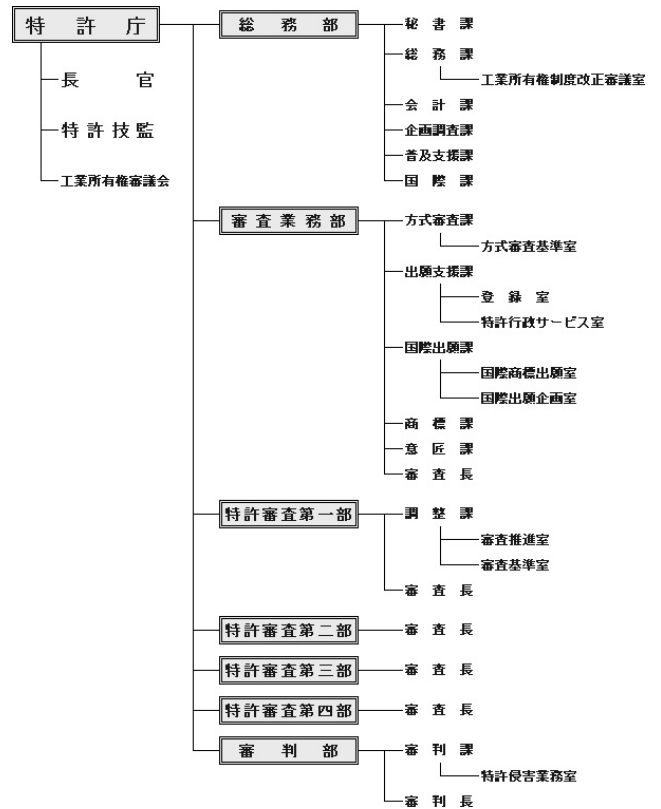 特許庁
長官
特許技監
工業所有権審議会
総務部
秘書課
総務課
工業所有権制度改正審議室
会計課
企画調査課
普及支援課
国際課
審査業務部
方式審査課
方式審査基準室
出願支援課
登録室
特許行政サービス室
国際出願課
国際商標出願室
国際出願企画室
商標課
意匠課
審査長
特許審査第一部
調整課
審査推進室
審査基準室
審査長
特許審査第二部
審査長
特許審査第三部
審査長
特許審査第四部
審査長
審判部
審判課
特許侵害業務室
審判長